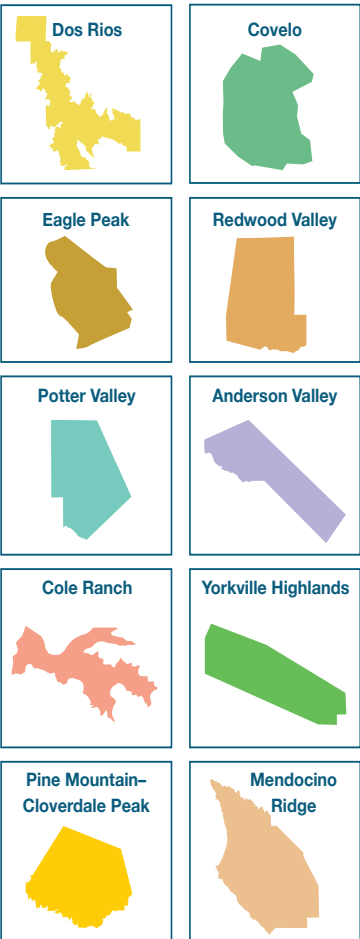 Dos Rios
Covelo
Eagle Peak
Redwood Valley
Potter Valley
Anderson Valley
Cole Ranch
Yorkville Highlands
Pine Mountain–
Cloverdale Peak
Mendocino
Ridge